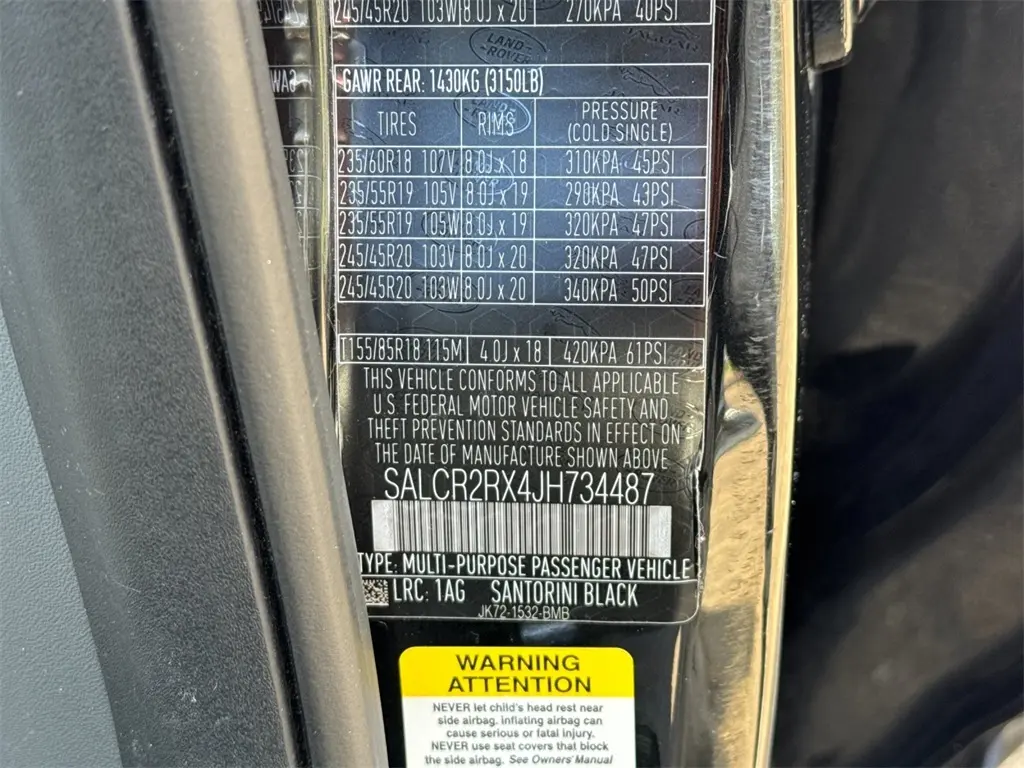 245/45R20 103W 8.0J x 20 270KPA 40PSI
LAND-
ROVER
GAWR REAR: 1430KG (3150LB)
TIRES RIMS PRESSURE
(COLD SINGLE)
235/60R18 107V 8.0J x 18 310KPA 45PSI
235/55R19 105V 8.0J x 19 290KPA 43PSI
235/55R19 105W 8.0J x 19 320KPA 47PSI
245/45R20 103V 8.0J x 20 320KPA 47PSI
245/45R20 103W 8.0J x 20 340KPA 50PSI
T155/85R18 115M 4.0J x 18 420KPA 61PSI
THIS VEHICLE CONFORMS TO ALL APPLICABLE
U.S. FEDERAL MOTOR VEHICLE SAFETY AND
THEFT PREVENTION STANDARDS IN EFFECT ON
THE DATE OF MANUFACTURE SHOWN ABOVE
SALCR2RX4JH734487
TYPE: MULTI-PURPOSE PASSENGER VEHICLE
LRC: 1AG SANTORINI BLACK
JK72-1532-BMB
WARNING
ATTENTION
NEVER let child's head rest near
side airbag. inflating airbag can
cause serious or fatal injury.
NEVER use seat covers that block
the side airbag. See Owners' Manual